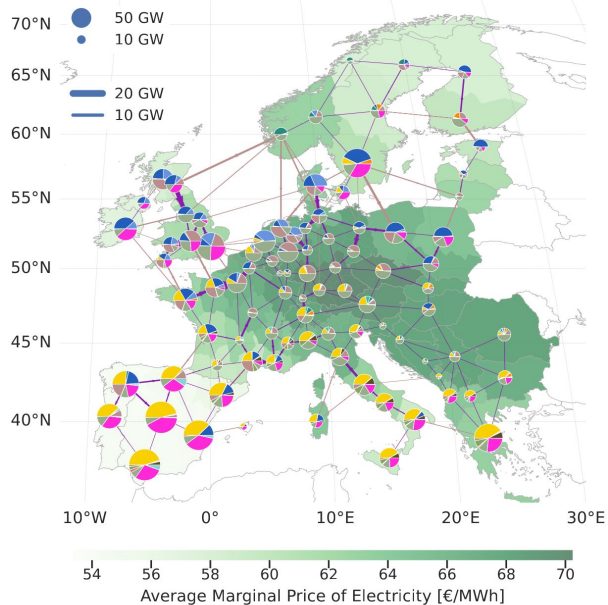 70°N
50 GW
10 GW
65°N
20 GW
10 GW
60°N
55°N
50°N
45°N
40°N
10°W 0° 10°E 20°E 30°E
54 56 58 60 62 64 66 68 70
Average Marginal Price of Electricity [€/MWh]